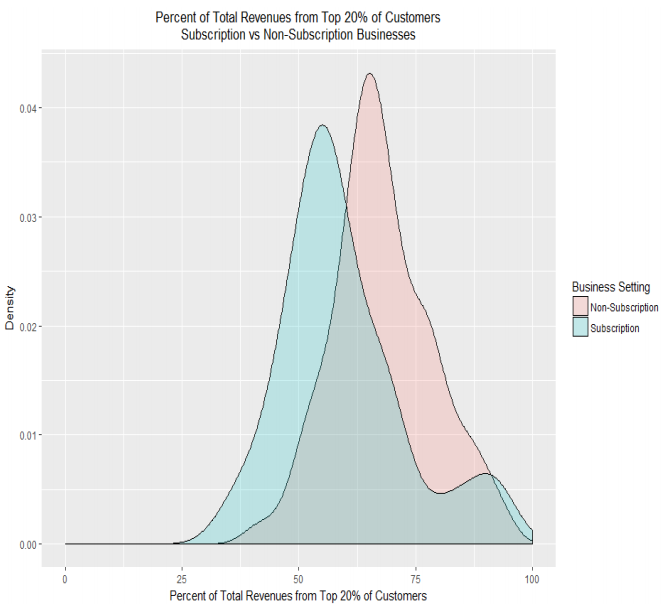 Percent of Total Revenues from Top 20% of Customers
Subscription vs Non-Subscription Businesses
0.04
0.03
0.02
0.01
0.00
Density
0 25 50 75 100
Percent of Total Revenues from Top 20% of Customers
Business Setting
Non-Subscription
Subscription